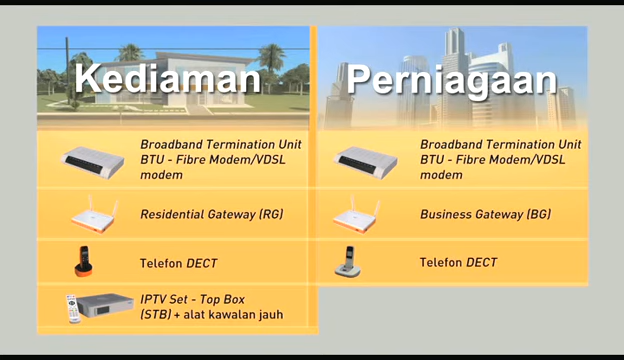 Kediaman
Broadband Termination Unit
BTU - Fibre Modem/VDSL
modem
Residential Gateway (RG)
Telefon DECT
IPTV Set - Top Box
(STB) + alat kawalan jauh
Perniagaan
Broadband Termination Unit
BTU - Fibre Modem/VDSL
modem
Business Gateway (BG)
Telefon DECT